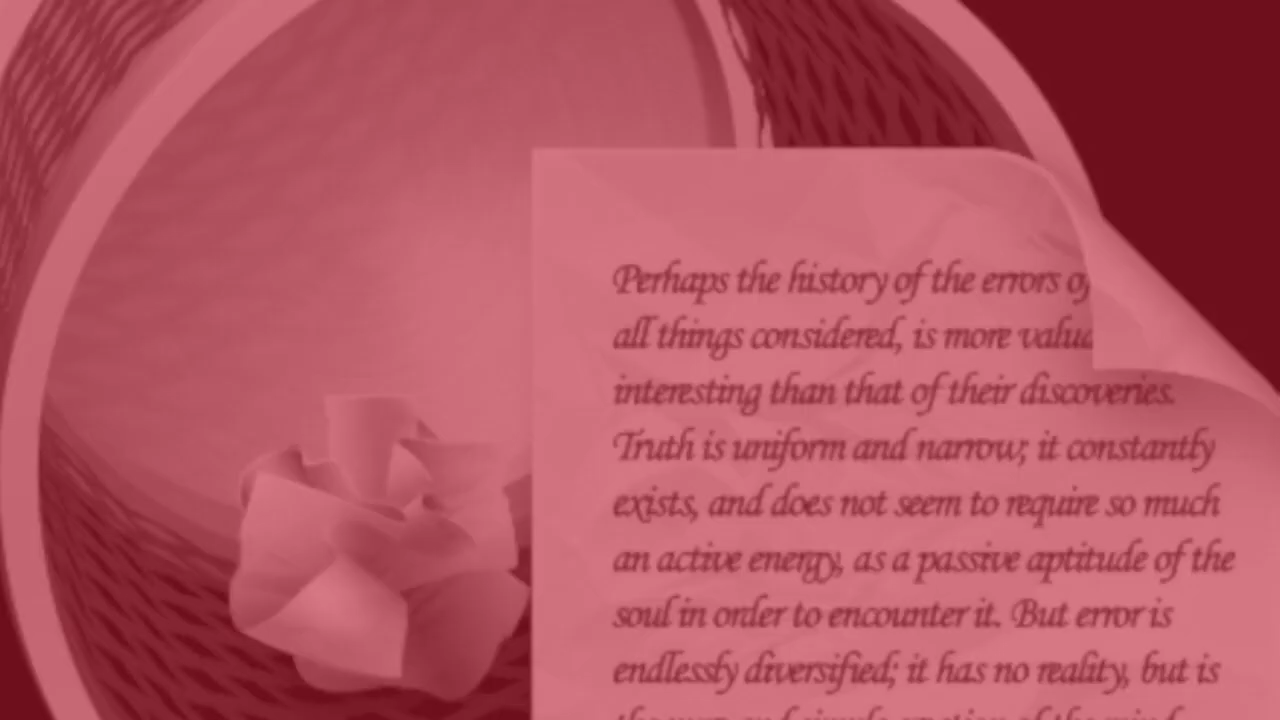 Perhaps the history of the errors
all things considered, is more
interesting than that of their discoveries.
Truth is uniform and narrow; it constantly
exists, and does not seem to require so much
an active energy, as a passive aptitude of the
soul in order to encounter it. But error is
endlessly diversified; it has no reality, but is